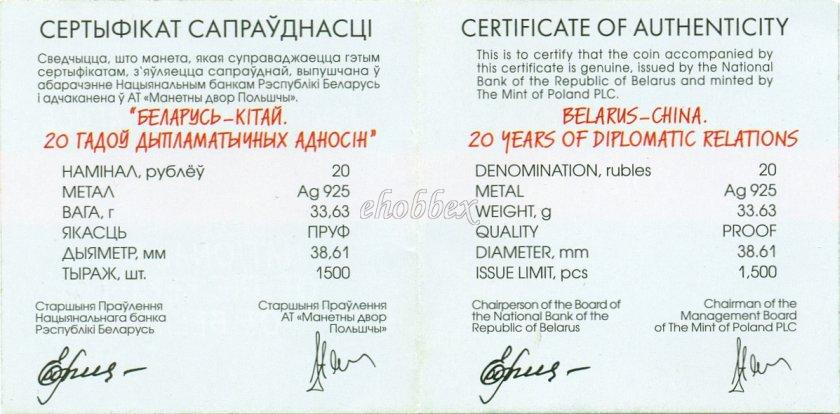 СЕРТЫФІКАТ САПРАЎДНАСЦІ
Сведчыцца, што манета, якая суправаджаецца гэтым
сертыфікатам, з'яўляецца сапраўднай, выпушчана ў
абарачэнне Нацыянальным банкам Рэспублікі Беларусь
і адчаканена ў АТ «Манетны двор Польшчы».
"БЕЛАРУСЬ–КІТАЙ.
20 ГАДОЎ ДЫПЛАМАТЫЧНЫХ АДНОСІН"
НАМІНАЛ, рублёў 20
МЕТАЛ Ag 925
ВАГА, г 33,63
ЯКАСЦЬ ПРУФ
ДЫЯМЕТР, мм 38,61
ТЫРАЖ, шт. 1500
Старшыня Праўлення
Нацыянальнага банка
Рэспублікі Беларусь
Старшыня Праўлення
АТ «Манетны двор
Польшчы»
CERTIFICATE OF AUTHENTICITY
This is to certify that the coin accompanied by
this certificate is genuine, issued by the National
Bank of the Republic of Belarus and minted by
The Mint of Poland PLC.
BELARUS–CHINA.
20 YEARS OF DIPLOMATIC RELATIONS
DENOMINATION, rubles 20
METAL Ag 925
WEIGHT, g 33.63
QUALITY PROOF
DIAMETER, mm 38.61
ISSUE LIMIT, pcs 1,500
Chairperson of the Board of
the National Bank of the
Republic of Belarus
Chairman of the
Management Board
of The Mint of Poland PLC
ehobbex